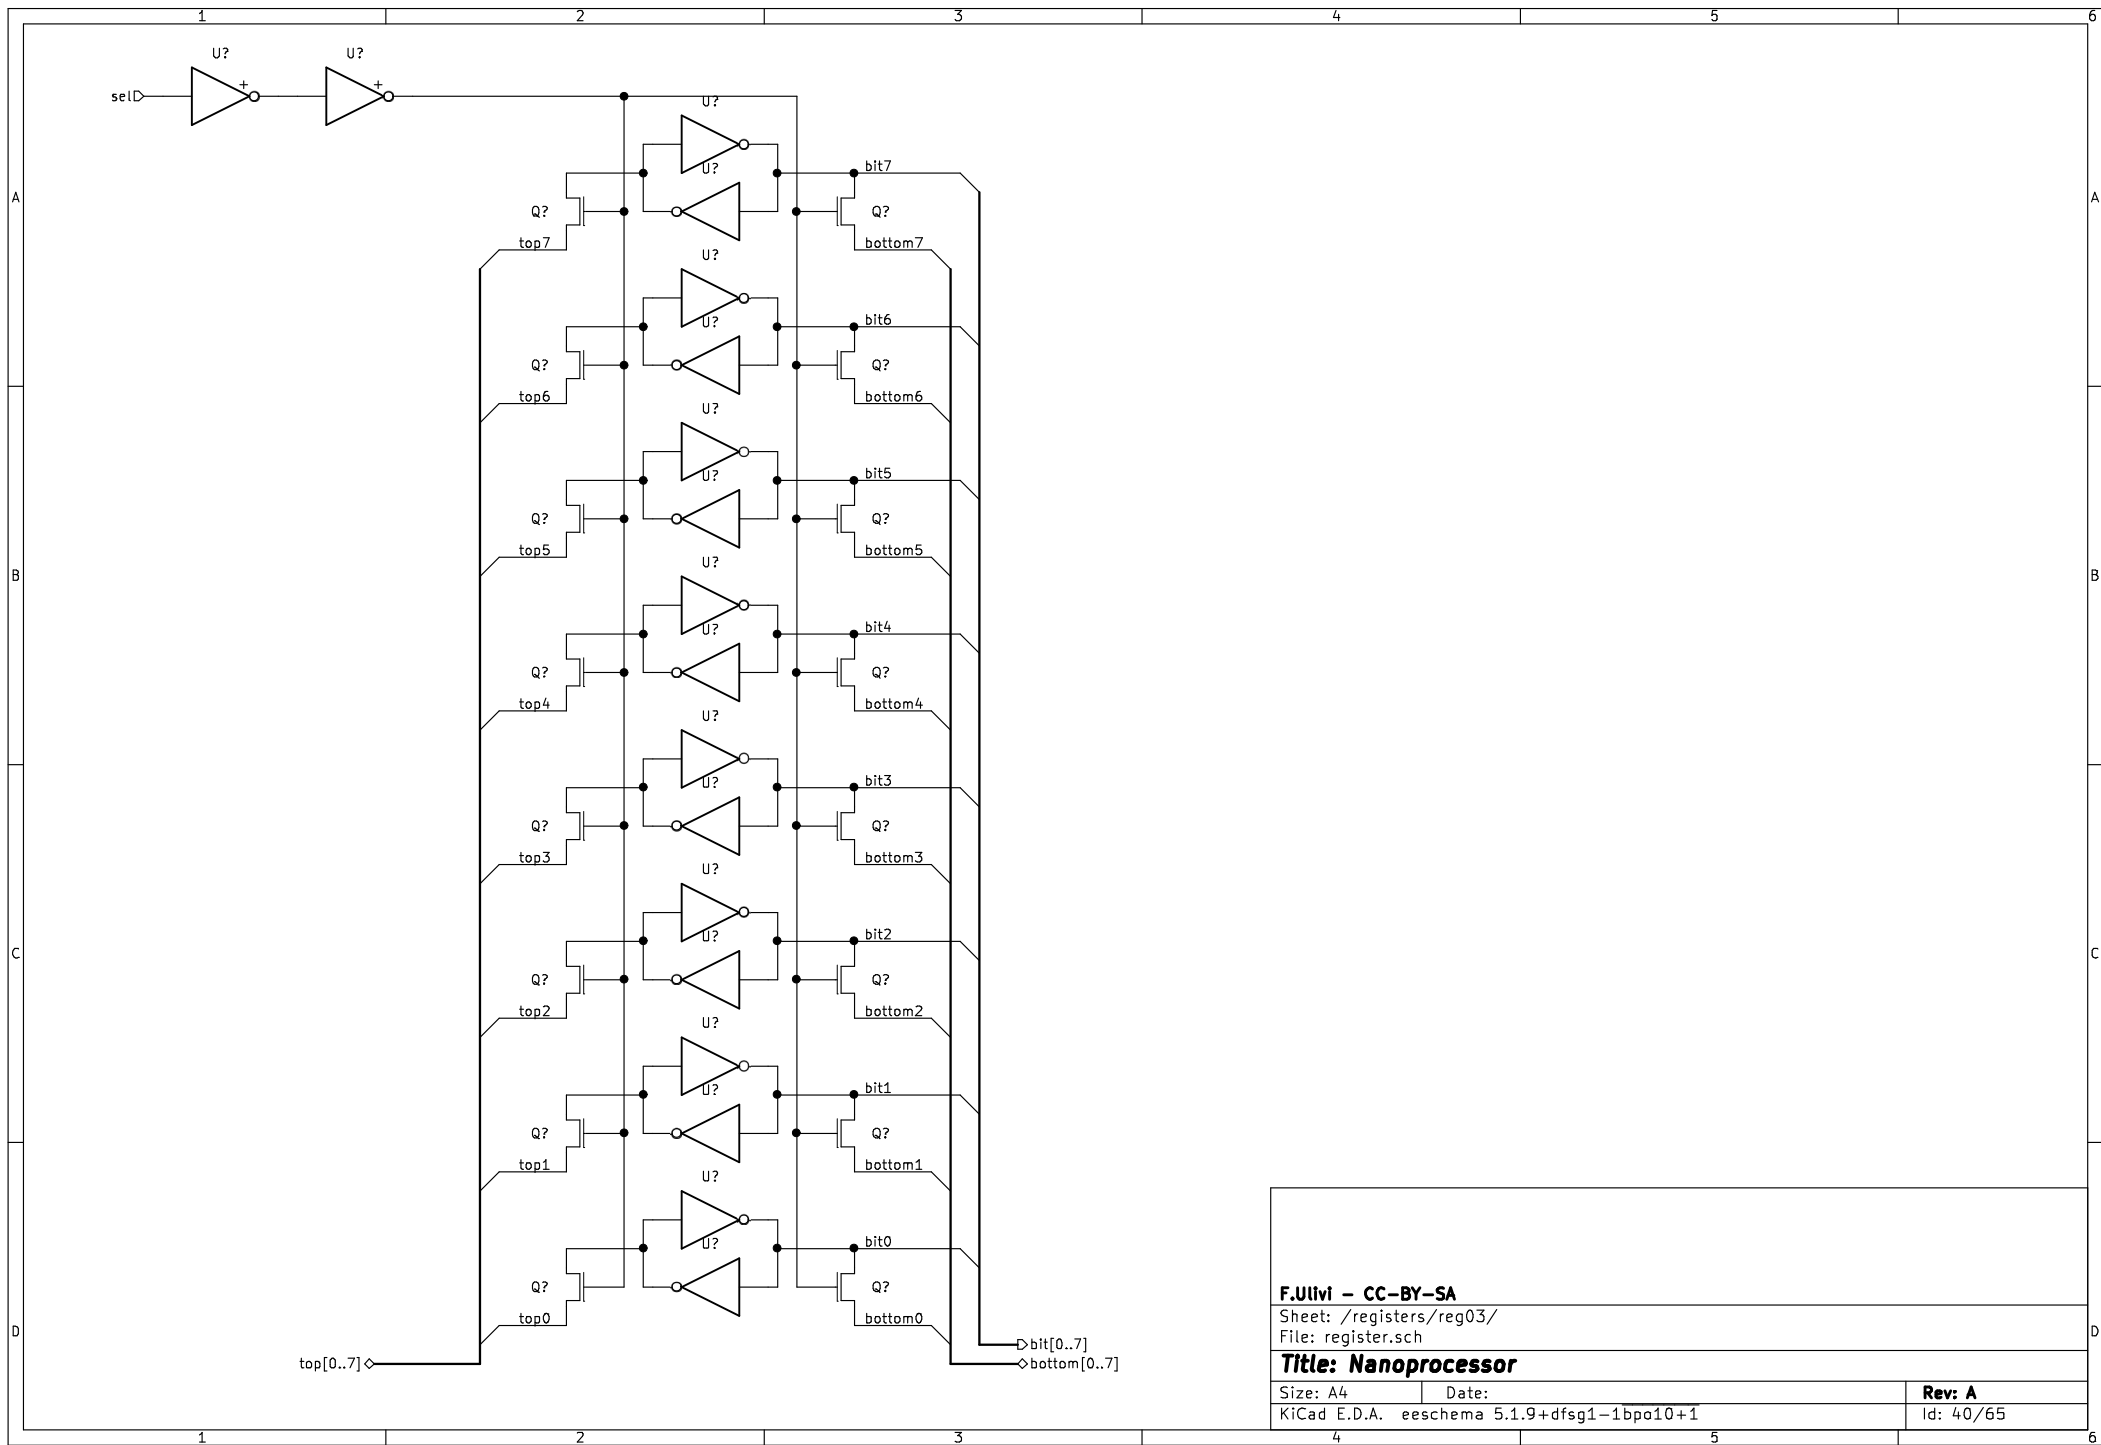 1 2 3 4 5 6
U? U?
sel + +
U?
bit7
U?
A Q? Q? A
top7 bottom7
U?
bit6
U?
Q? Q?
top6 bottom6
U?
bit5
U?
Q? Q?
top5 bottom5
U?
B B
bit4
U?
Q? Q?
top4 bottom4
U?
bit3
U?
Q? Q?
top3 bottom3
U?
bit2
U?
C C
Q? Q?
top2 bottom2
U?
bit1
U?
Q? Q?
top1 bottom1
U?
bit0
U?
Q? Q?
top0 bottom0
D D
bit[0..7]
top[0..7] bottom[0..7]
F.Ulivi – CC–BY–SA
Sheet: /registers/reg03/
File: register.sch
Title: Nanoprocessor
Size: A4 Date: Rev: A
KiCad E.D.A. eeschema 5.1.9+dfsg1–1bpo10+1 Id: 40/65
1 2 3 4 5 6